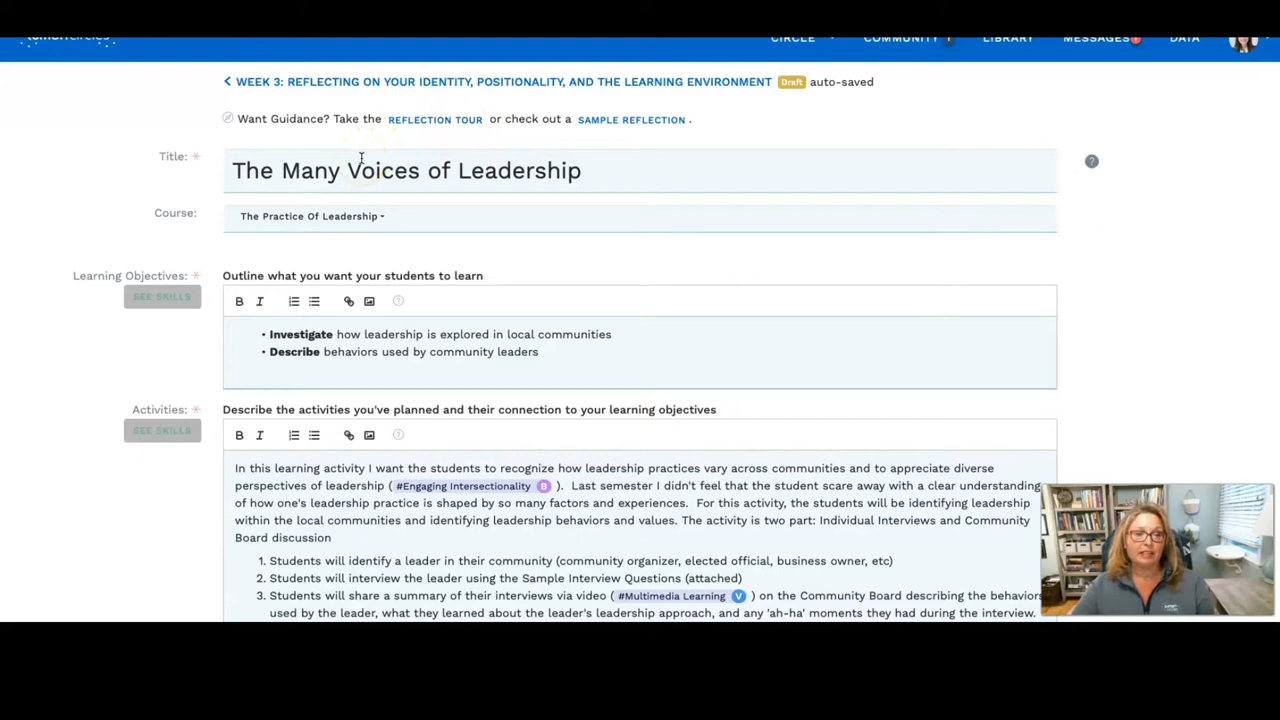 CIRCLE COMMUNITY 1 LIBRARY MESSAGES 1 DATA
WEEK 3: REFLECTING ON YOUR IDENTITY, POSITIONALITY, AND THE LEARNING ENVIRONMENT Draft auto-saved
Want Guidance? Take the REFLECTION TOUR or check out a SAMPLE REFLECTION .
Title: *
The Many Voices of Leadership
?
Course:
The Practice Of Leadership
Learning Objectives: * Outline what you want your students to learn
SEE SKILLS
B I ?
• Investigate how leadership is explored in local communities
• Describe behaviors used by community leaders
Activities: * Describe the activities you've planned and their connection to your learning objectives
SEE SKILLS
B I ?
In this learning activity I want the students to recognize how leadership practices vary across communities and to appreciate diverse
perspectives of leadership ( #Engaging Intersectionality B ). Last semester I didn't feel that the student scare away with a clear understanding
of how one's leadership practice is shaped by so many factors and experiences. For this activity, the students will be identifying leadership
within the local communities and identifying leadership behaviors and values. The activity is two part: Individual Interviews and Community
Board discussion
1. Students will identify a leader in their community (community organizer, elected official, business owner, etc)
2. Students will interview the leader using the Sample Interview Questions (attached)
3. Students will share a summary of their interviews via video ( #Multimedia Learning V ) on the Community Board describing the behaviors
used by the leader, what they learned about the leader's leadership approach, and any 'ah-ha' moments they had during the interview.